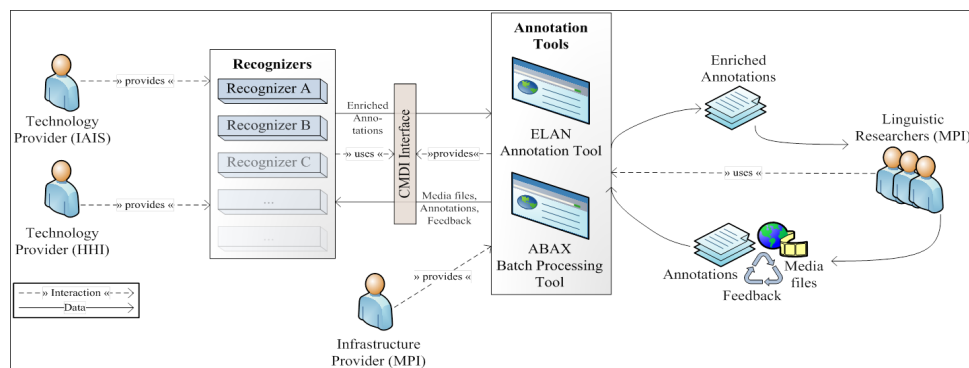 Technology
Provider (IAIS)
» provides «
Technology
Provider (HHI)
» provides «
» Interaction «
Data
Recognizers
Recognizer A
Recognizer B
Recognizer C
...
...
Enriched
Anno-
tations
» uses «
Media files,
Annotations,
Feedback
CMDI Interface
»provides«
Infrastructure
Provider (MPI)
» provides «
Annotation
Tools
ELAN
Annotation Tool
ABAX
Batch Processing
Tool
Enriched
Annotations
» uses «
Linguistic
Researchers (MPI)
Annotations
Feedback
Media
files